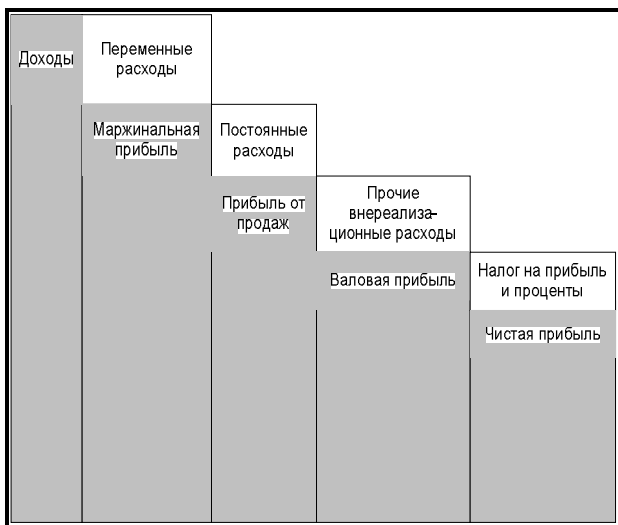 Доходы
Переменные
расходы
Маржинальная
прибыль
Постоянные
расходы
Прибыль от
продаж
Прочие
внереализа-
ционные расходы
Валовая прибыль
Налог на прибыль
и проценты
Чистая прибыль